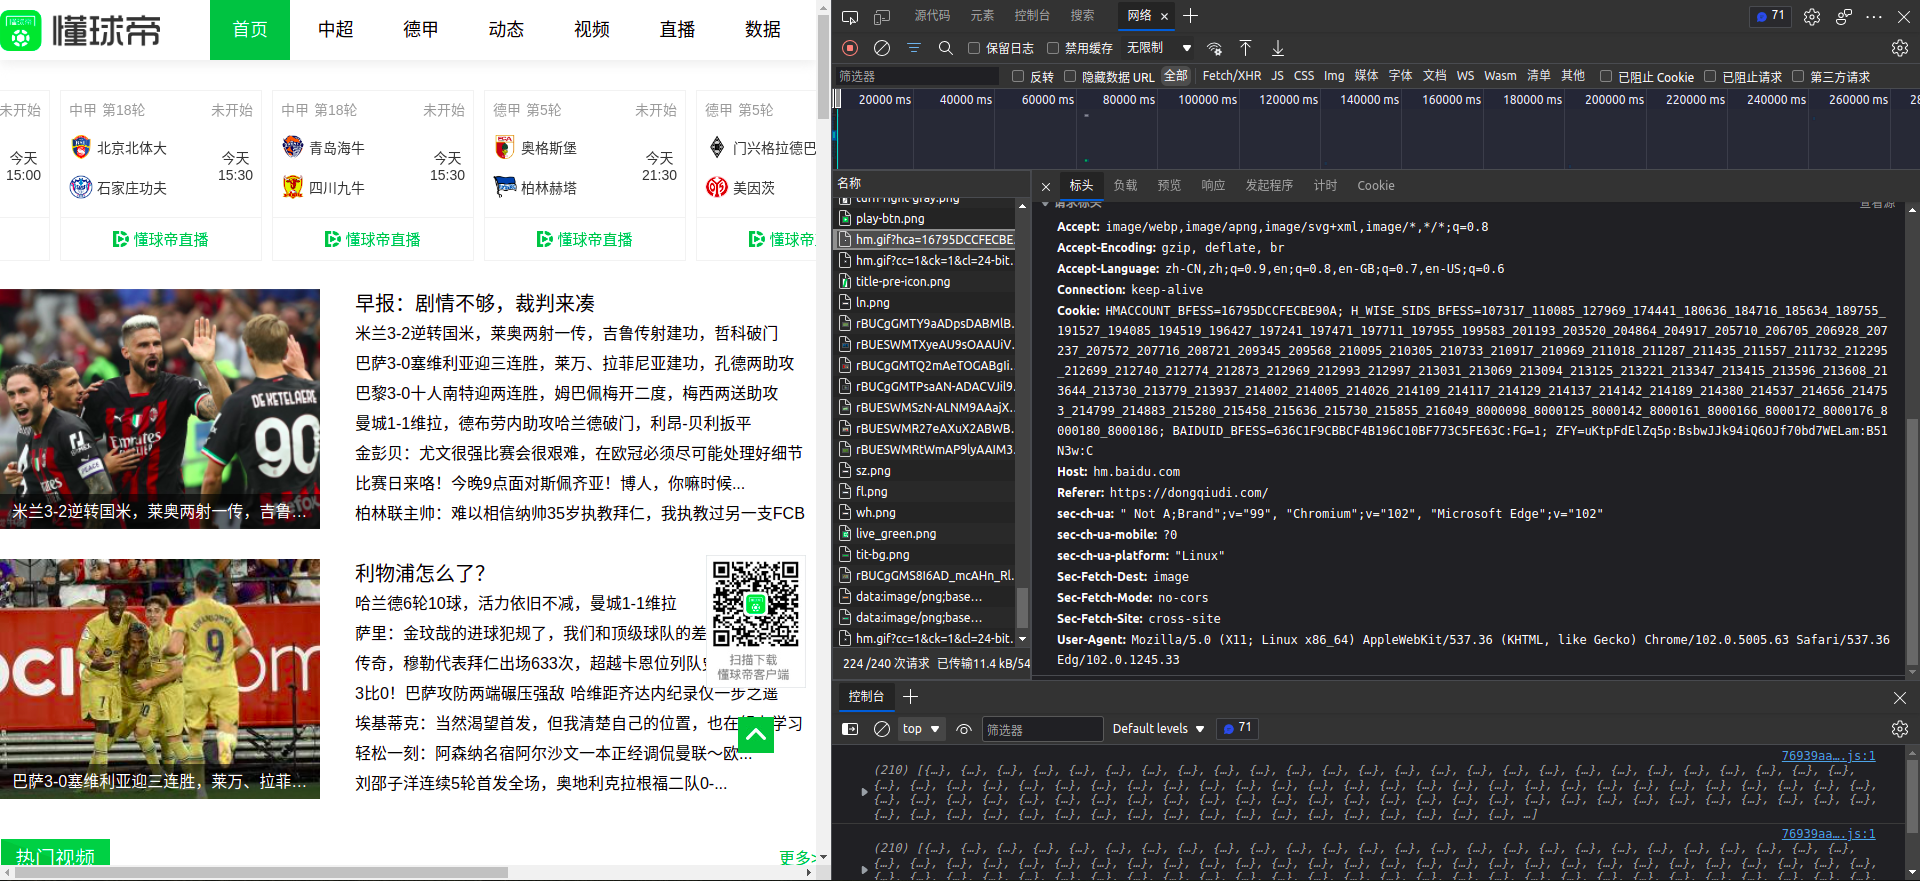 懂球帝
首页 中超 德甲 动态 视频 直播 数据
未开始
今天
15:00
中甲 第18轮 未开始
北京北体大
石家庄功夫
今天
15:30
懂球帝直播
中甲 第18轮 未开始
青岛海牛
四川九牛
今天
15:30
懂球帝直播
德甲 第5轮 未开始
奥格斯堡
柏林赫塔
今天
21:30
懂球帝直播
德甲 第5轮
门兴格拉德巴
美因茨
懂球帝
早报：剧情不够，裁判来凑
米兰3-2逆转国米，莱奥两射一传，吉鲁传射建功，哲科破门
巴萨3-0塞维利亚迎三连胜，莱万、拉菲尼亚建功，孔德两助攻
巴黎3-0十人南特迎两连胜，姆巴佩梅开二度，梅西两送助攻
曼城1-1维拉，德布劳内助攻哈兰德破门，利昂-贝利扳平
金彭贝：尤文很强比赛会很艰难，在欧冠必须尽可能处理好细节
比赛日来咯！今晚9点面对斯佩齐亚！博人，你嘛时候...
柏林联主帅：难以相信纳帅35岁执教拜仁，我执教过另一支FCB
DE KETELAERE
90
Emirates
米兰3-2逆转国米，莱奥两射一传，吉鲁...
利物浦怎么了？
哈兰德6轮10球，活力依旧不减，曼城1-1维拉
萨里：金玟哉的进球犯规了，我们和顶级球队的差
传奇，穆勒代表拜仁出场633次，超越卡恩位列队
3比0！巴萨攻防两端碾压强敌 哈维距齐达内纪录仅一步之遥
埃基蒂克：当然渴望首发，但我清楚自己的位置，也在 学习
轻松一刻：阿森纳名宿阿尔沙文一本正经调侃曼联～欧...
刘邵子洋连续5轮首发全场，奥地利克拉根福二队0-...
扫描下载
懂球帝客户端
9
巴萨3-0塞维利亚迎三连胜，莱万、拉菲...
热门视频 更多>
源代码 元素 控制台 搜索 网络 71
保留日志 禁用缓存 无限制
筛选器 反转 隐藏数据 URL 全部 Fetch/XHR JS CSS Img 媒体 字体 文档 WS Wasm 清单 其他 已阻止 Cookie 已阻止请求 第三方请求
20000 ms 40000 ms 60000 ms 80000 ms 100000 ms 120000 ms 140000 ms 160000 ms 180000 ms 200000 ms 220000 ms 240000 ms 260000 ms 28
名称
turn-right-gray.png
play-btn.png
hm.gif?hca=16795DCCFECBE
hm.gif?cc=1&ck=1&cl=24-bit.
title-pre-icon.png
ln.png
rBUCgGMTY9aADpsDABMlB.
rBUESWMTXyeAU9sOAAUiV.
rBUCgGMTQ2mAeTOGABgIi.
rBUCgGMTPsaAN-ADACVJil9
rBUESWMSzN-ALNM9AAajX.
rBUESWMR27eAXuX2ABWB.
rBUESWMRtWmAP9lyAAIM3.
sz.png
fl.png
wh.png
live_green.png
tit-bg.png
rBUCgGMS8I6AD_mcAHn_Rl.
data:image/png;base...
data:image/png;base...
hm.gif?cc=1&ck=1&cl=24-bit.
224 /240 次请求 已传输11.4 kB/54
标头 负载 预览 响应 发起程序 计时 Cookie
请求标头 查看源
Accept: image/webp,image/apng,image/svg+xml,image/*,*/*;q=0.8
Accept-Encoding: gzip, deflate, br
Accept-Language: zh-CN,zh;q=0.9,en;q=0.8,en-GB;q=0.7,en-US;q=0.6
Connection: keep-alive
Cookie: HMACCOUNT_BFESS=16795DCCFECBE90A; H_WISE_SIDS_BFESS=107317_110085_127969_174441_180636_184716_185634_189755_
191527_194085_194519_196427_197241_197471_197711_197955_199583_201193_203520_204864_204917_205710_206705_206928_207
237_207572_207716_208721_209345_209568_210095_210305_210733_210917_210969_211018_211287_211435_211557_211732_212295
_212699_212740_212774_212873_212969_212993_212997_213031_213069_213094_213125_213221_213347_213415_213596_213608_21
3644_213730_213779_213937_214002_214005_214026_214109_214117_214129_214137_214142_214189_214380_214537_214656_21475
3_214799_214883_215280_215458_215636_215730_215855_216049_8000098_8000125_8000142_8000161_8000166_8000172_8000176_8
000180_8000186; BAIDUID_BFESS=636C1F9CBBCF4B196C10BF773C5FE63C:FG=1; ZFY=uKtpFdElZq5p:BsbwJJk94iQ6OJf70bd7WELam:B51
N3w:C
Host: hm.baidu.com
Referer: https://dongqiudi.com/
sec-ch-ua: " Not A;Brand";v="99", "Chromium";v="102", "Microsoft Edge";v="102"
sec-ch-ua-mobile: ?0
sec-ch-ua-platform: "Linux"
Sec-Fetch-Dest: image
Sec-Fetch-Mode: no-cors
Sec-Fetch-Site: cross-site
User-Agent: Mozilla/5.0 (X11; Linux x86_64) AppleWebKit/537.36 (KHTML, like Gecko) Chrome/102.0.5005.63 Safari/537.36
Edg/102.0.1245.33
控制台
top 筛选器 Default levels 71
76939aa….js:1
(210) [{…}, {…}, {…}, {…}, {…}, {…}, {…}, {…}, {…}, {…}, {…}, {…}, {…}, {…}, {…}, {…}, {…}, {…}, {…}, {…}, {…}, {…}, {…}, {…}, {…}, {…},
{…}, {…}, {…}, {…}, {…}, {…}, {…}, {…}, {…}, {…}, {…}, {…}, {…}, {…}, {…}, {…}, {…}, {…}, {…}, {…}, {…}, {…}, {…}, {…}, {…}, {…}, {…}, {…},
{…}, {…}, {…}, {…}, {…}, {…}, {…}, {…}, {…}, {…}, {…}, {…}, {…}, {…}, {…}, {…}, {…}, {…}, {…}, {…}, {…}, {…}, {…}, {…}, {…}, {…}, {…}, {…},
{…}, {…}, {…}, {…}, {…}, {…}, {…}, {…}, {…}, {…}, {…}, {…}, {…}, {…}, {…}, {…}, {…}, {…}, …]
76939aa….js:1
(210) [{…}, {…}, {…}, {…}, {…}, {…}, {…}, {…}, {…}, {…}, {…}, {…}, {…}, {…}, {…}, {…}, {…}, {…}, {…}, {…}, {…}, {…}, {…}, {…}, {…}, {…},
{…}, {…}, {…}, {…}, {…}, {…}, {…}, {…}, {…}, {…}, {…}, {…}, {…}, {…}, {…}, {…}, {…}, {…}, {…}, {…}, {…}, {…}, {…}, {…}, {…}, {…}, {…}, {…},